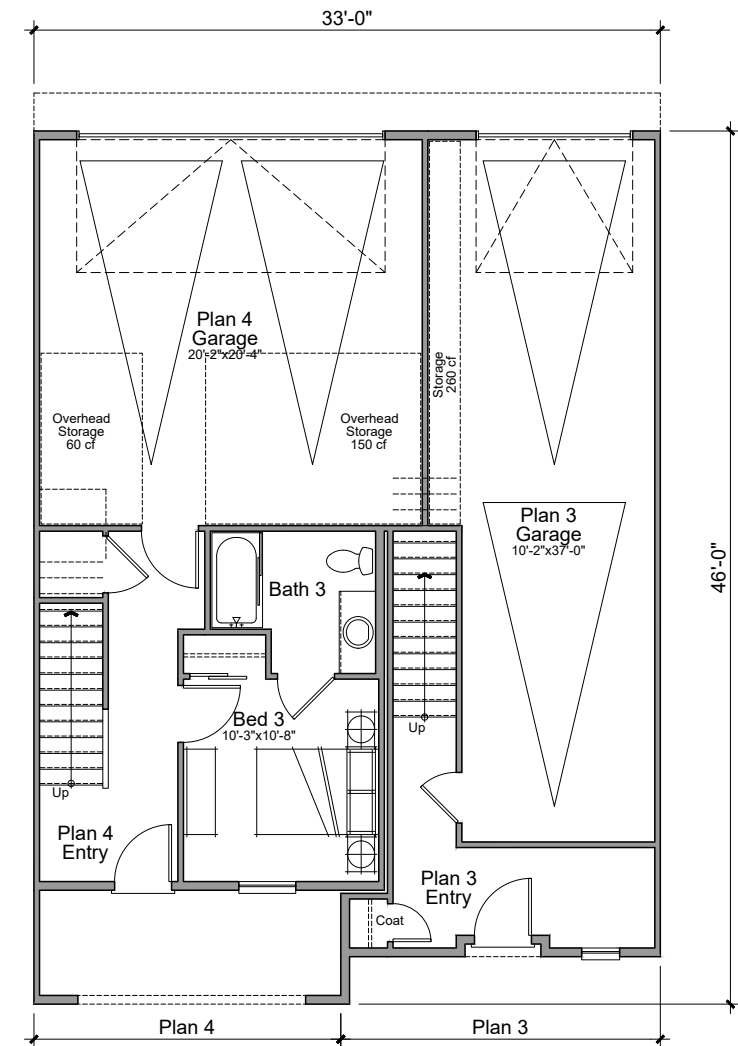 33'-0"
Plan 4
Garage
20'-2"x20'-4"
Storage
260 cf
Overhead
Storage
60 cf
Overhead
Storage
150 cf
Plan 3
Garage
10'-2"x37'-0"
46'-0"
Bath 3
Bed 3
10'-3"x10'-8"
Up
Up
Plan 4
Entry
Plan 3
Entry
Coat
Plan 4
Plan 3